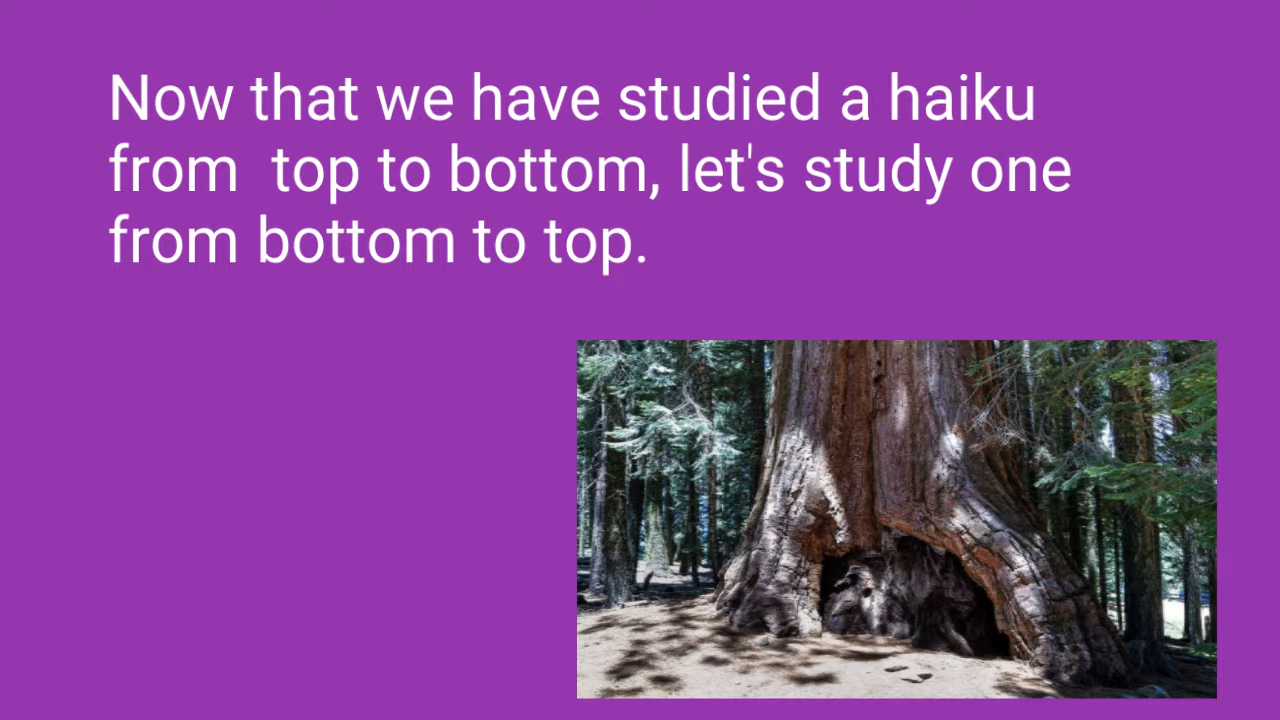 Now that we have studied a haiku
from  top to bottom, let's study one
from bottom to top.